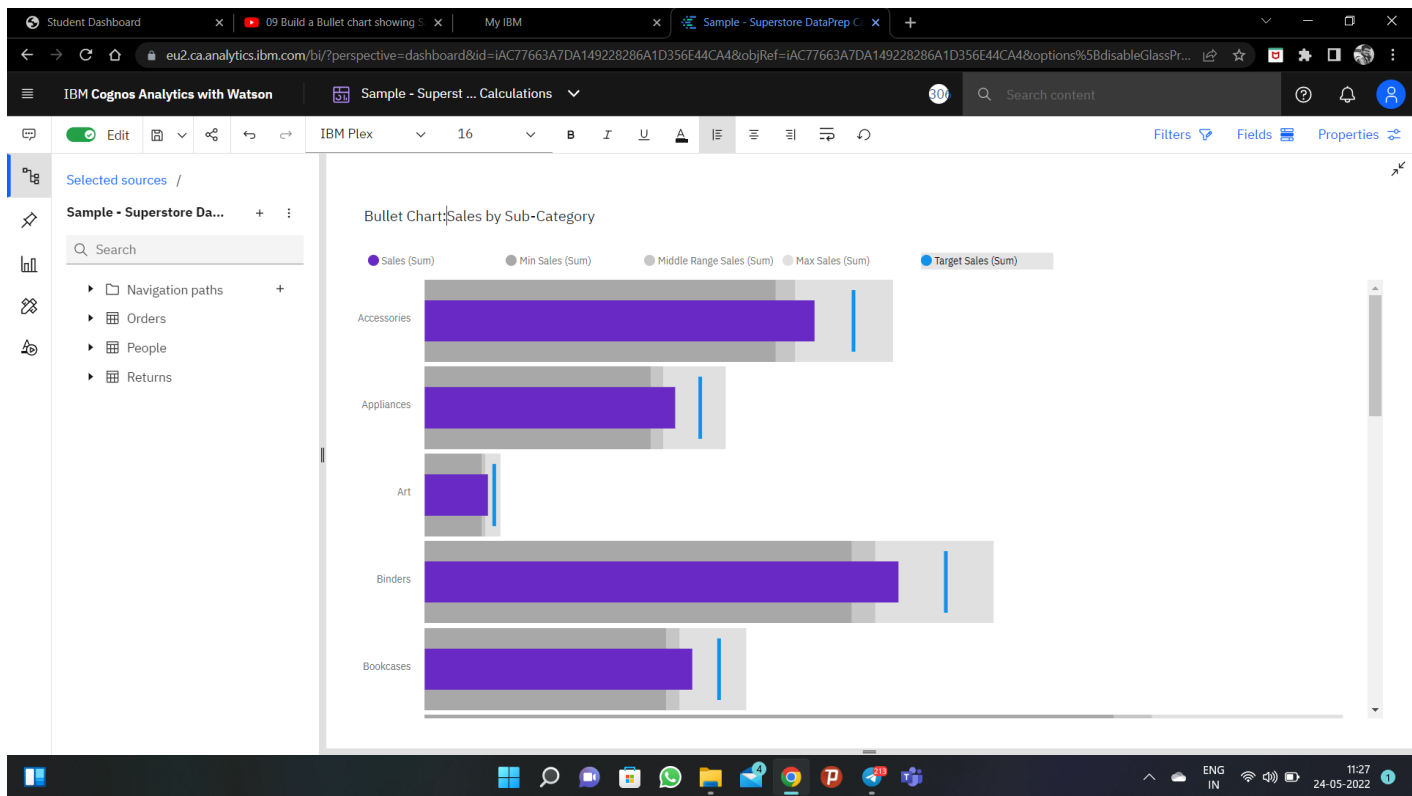 Student Dashboard
09 Build a Bullet chart showing S
My IBM
Sample - Superstore DataPrep C
eu2.ca.analytics.ibm.com/bi/?perspective=dashboard&id=iAC77663A7DA149228286A1D356E44CA4&objRef=iAC77663A7DA149228286A1D356E44CA4&options%5BdisableGlassPr...
IBM Cognos Analytics with Watson
Sample - Superst ... Calculations
306
Search content
Edit
IBM Plex
16
B
I
U
A
Filters
Fields
Properties
Selected sources /
Sample - Superstore Da...
Search
Navigation paths
Orders
People
Returns
Bullet Chart:Sales by Sub-Category
Sales (Sum)
Min Sales (Sum)
Middle Range Sales (Sum)
Max Sales (Sum)
Target Sales (Sum)
Accessories
Appliances
Art
Binders
Bookcases
4
213
ENG
IN
11:27
24-05-2022
1